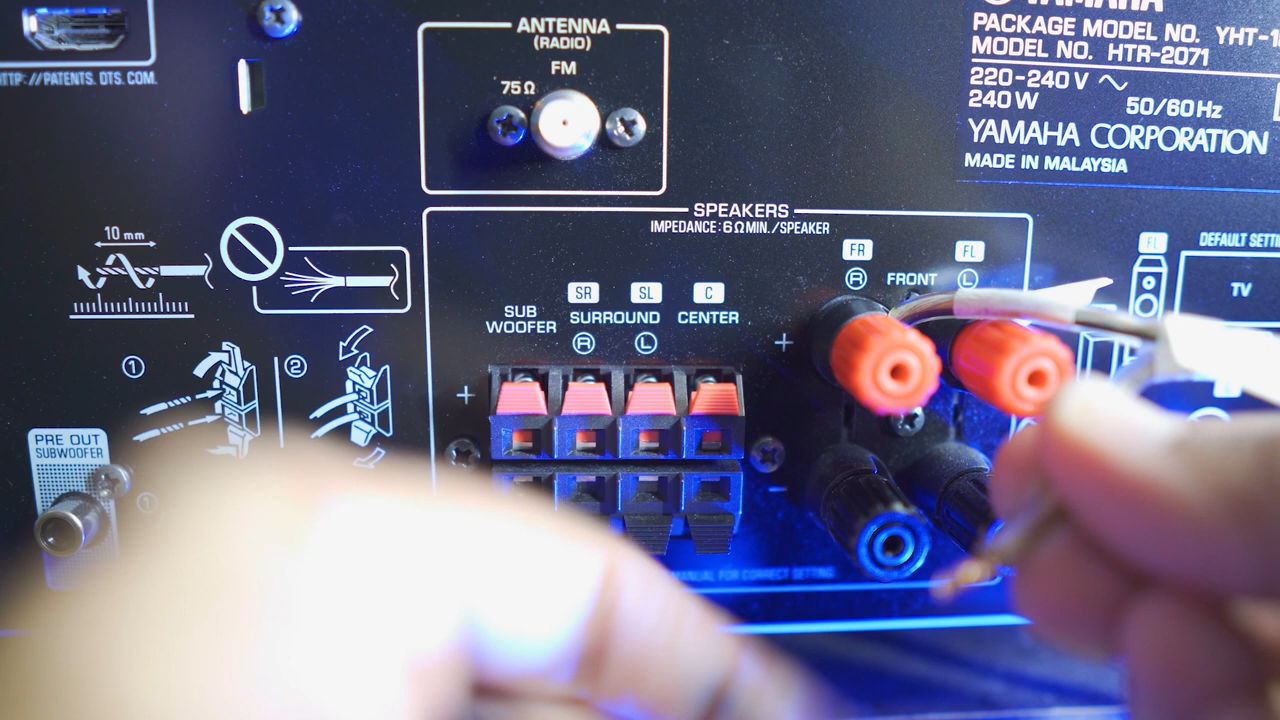 HTTP://PATENTS.DTS.COM.
ANTENNA
(RADIO)
FM
75Ω
YAMAHA
PACKAGE MODEL NO. YHT-1
MODEL NO. HTR-2071
220-240V ~
240W 50/60Hz
YAMAHA CORPORATION
MADE IN MALAYSIA
10 mm
① ②
PRE OUT
SUBWOOFER
SPEAKERS
IMPEDANCE:6ΩMIN./SPEAKER
SUB
WOOFER
SR SL C
SURROUND CENTER
R L
FR FL
R FRONT L
+ +
-
MANUAL FOR CORRECT SETTING.
FL
DEFAULT SETTI
TV